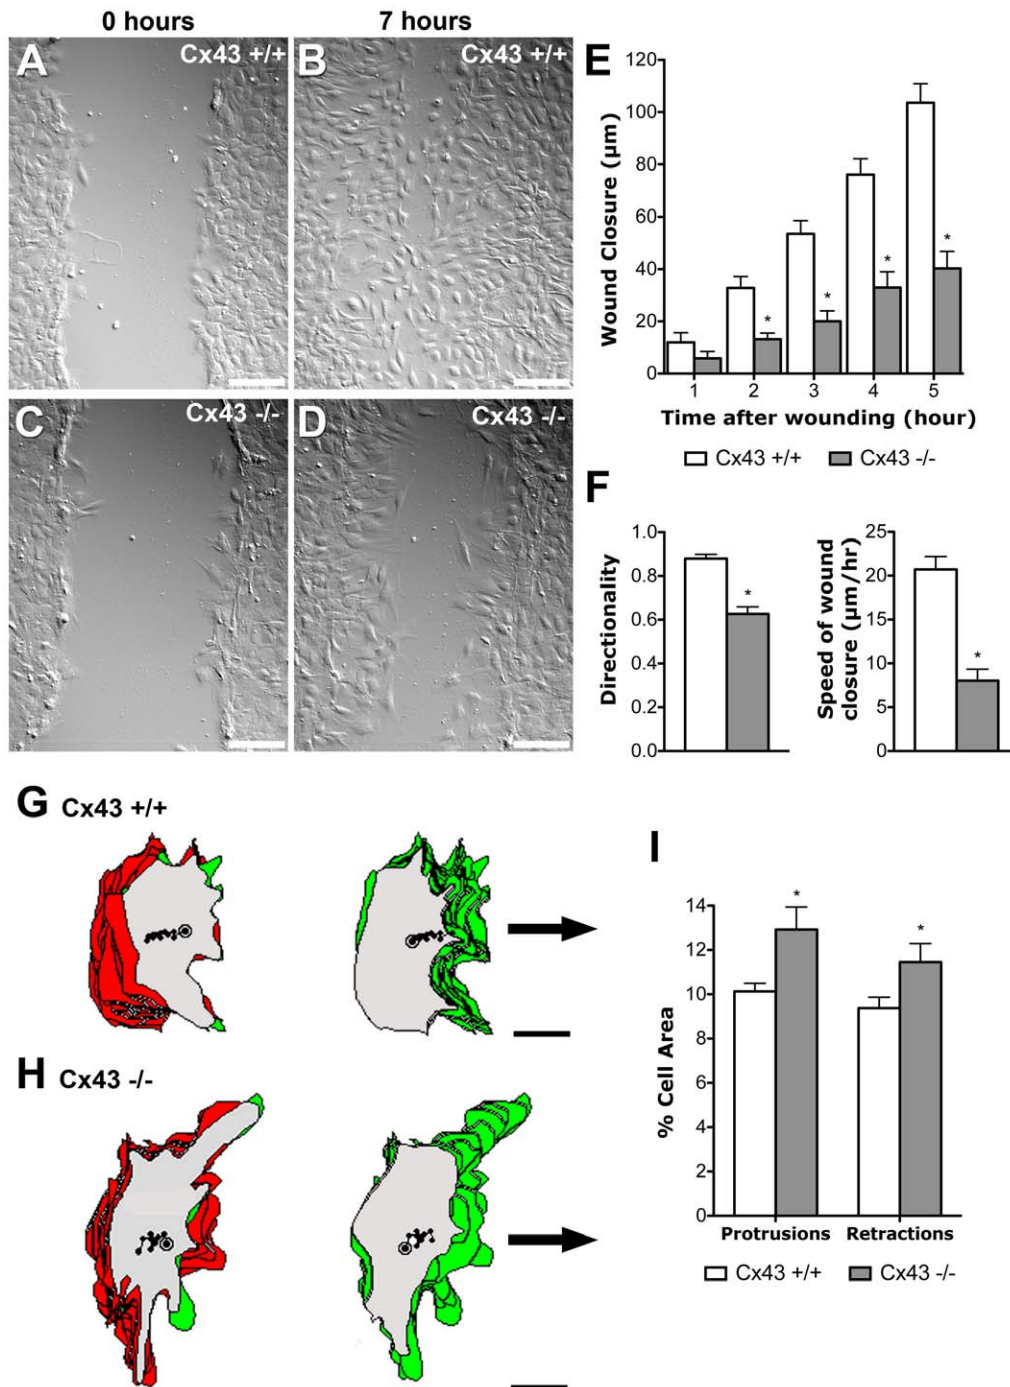 0 hours
7 hours
A
Cx43 +/+
B
Cx43 +/+
C
Cx43 -/-
D
Cx43 -/-
E
Wound Closure (µm)
120
100
80
60
40
20
0
*
*
*
*
1 2 3 4 5
Time after wounding (hour)
Cx43 +/+ Cx43 -/-
F
Directionality
1.0
0.8
0.6
0.4
0.2
0.0
*
Speed of wound
closure (µm/hr)
25
20
15
10
5
0
*
G Cx43 +/+
H Cx43 -/-
I
% Cell Area
14
12
10
8
6
4
2
0
*
*
Protrusions Retractions
Cx43 +/+ Cx43 -/-